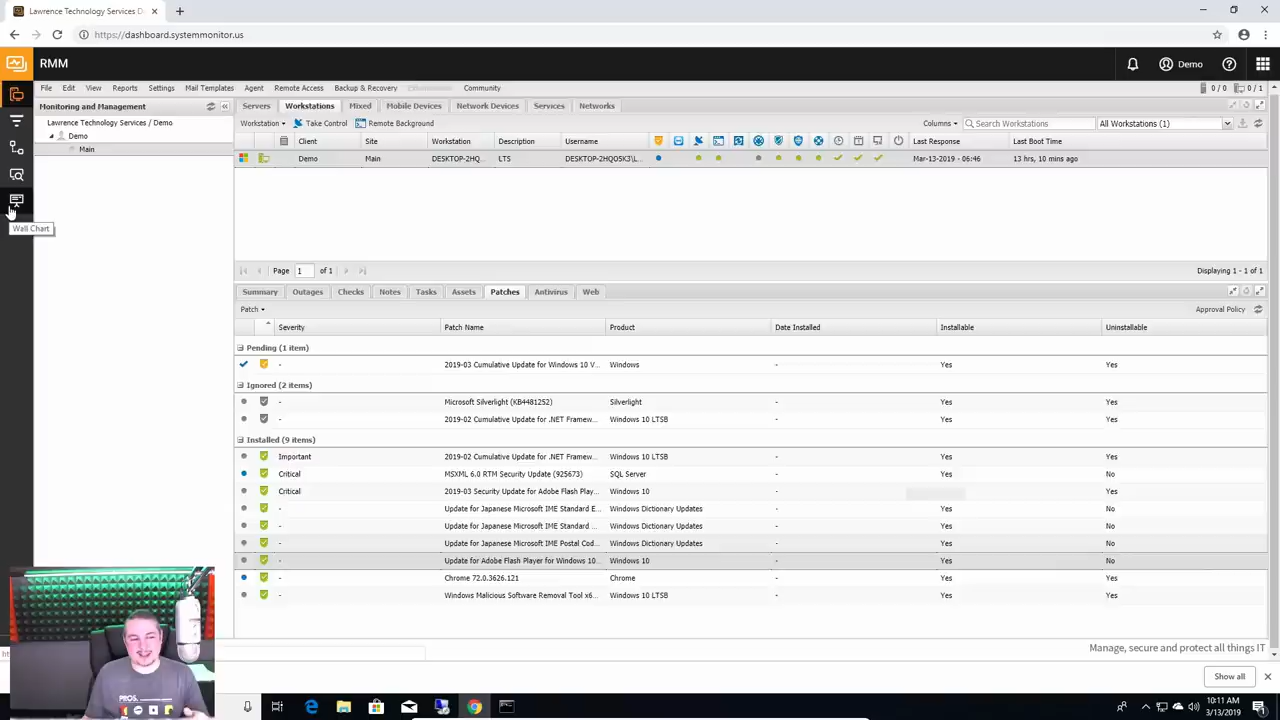 Lawrence Technology Services D
https://dashboard.systemmonitor.us
RMM
Demo
File Edit View Reports Settings Mail Templates Agent Remote Access Backup & Recovery Community
0 / 0 0 / 1
Monitoring and Management
Lawrence Technology Services / Demo
Demo
Main
Wall Chart
Servers Workstations Mixed Mobile Devices Network Devices Services Networks
Workstation Take Control Remote Background Columns Search Workstations All Workstations (1)
Client Site Workstation Description Username Last Response Last Boot Time
Demo Main DESKTOP-2HQ... LTS DESKTOP-2HQO5K3\L... Mar-13-2019 - 06:46 13 hrs, 10 mins ago
Page 1 of 1 Displaying 1 - 1 of 1
Summary Outages Checks Notes Tasks Assets Patches Antivirus Web
Patch Approval Policy
Severity Patch Name Product Date Installed Installable Uninstallable
Pending (1 item)
- 2019-03 Cumulative Update for Windows 10 V... Windows - Yes Yes
Ignored (2 items)
- Microsoft Silverlight (KB4481252) Silverlight - Yes Yes
- 2019-02 Cumulative Update for .NET Framew... Windows 10 LTSB - Yes Yes
Installed (9 items)
Important 2019-02 Cumulative Update for .NET Framew... Windows 10 LTSB - Yes Yes
Critical MSXML 6.0 RTM Security Update (925673) SQL Server - Yes No
Critical 2019-03 Security Update for Adobe Flash Play... Windows 10 - Yes Yes
- Update for Japanese Microsoft IME Standard E... Windows Dictionary Updates - Yes No
- Update for Japanese Microsoft IME Standard ... Windows Dictionary Updates - Yes No
- Update for Japanese Microsoft IME Postal Cod... Windows Dictionary Updates - Yes No
- Update for Adobe Flash Player for Windows 10... Windows 10 - Yes No
- Chrome 72.0.3626.121 Chrome - Yes Yes
- Windows Malicious Software Removal Tool x6... Windows 10 LTSB - Yes Yes
Manage, secure and protect all things IT
Show all
PROS.
10:11 AM
3/13/2019